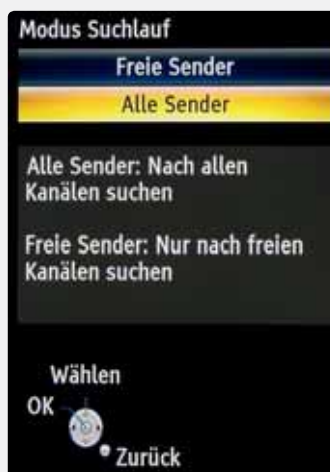 Modus Suchlauf
Freie Sender
Alle Sender
Alle Sender: Nach allen
Kanälen suchen
Freie Sender: Nur nach freien
Kanälen suchen
Wählen
OK
Zurück